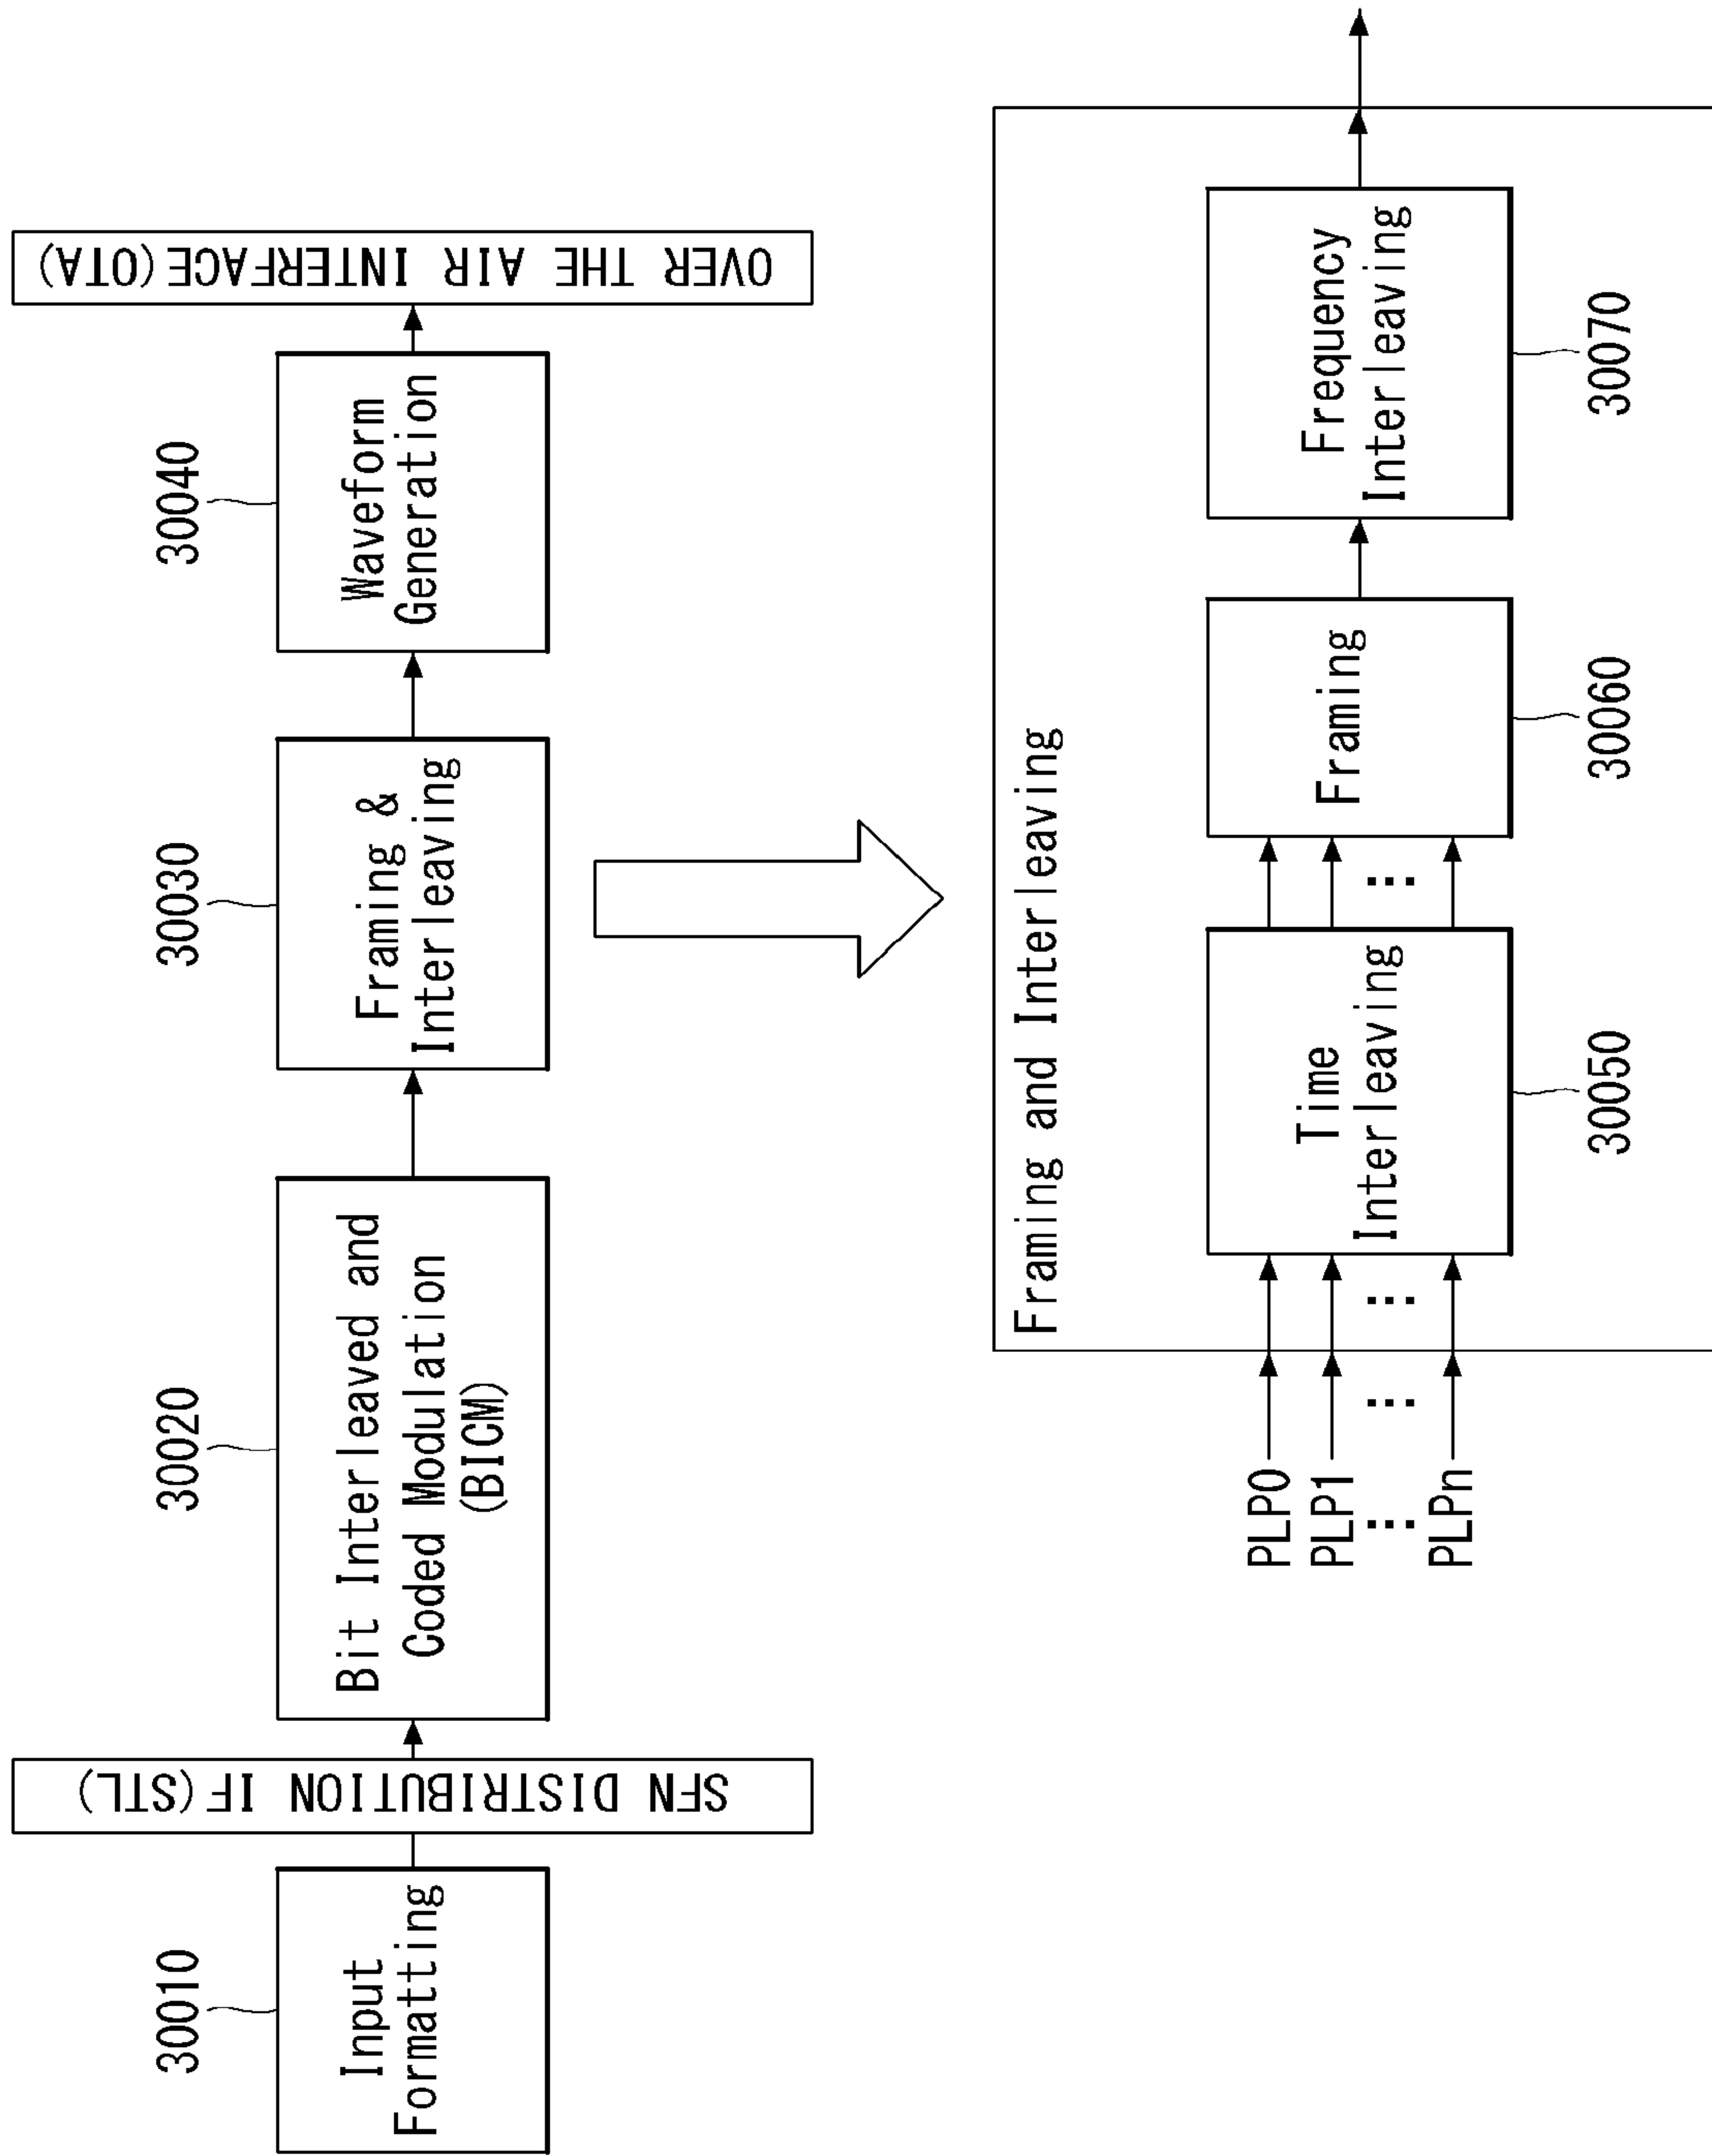 30010
Input
Formatting
SFN DISTRIBUTION IF(STL)
30020
Bit Interleaved and
Coded Modulation
(BICM)
30030
Framing &
Interleaving
30040
Waveform
Generation
OVER THE AIR INTERFACE(OTA)
Framing and Interleaving
PLP0
PLP1
PLPn
Time
Interleaving
30050
Framing
30060
Frequency
Interleaving
30070